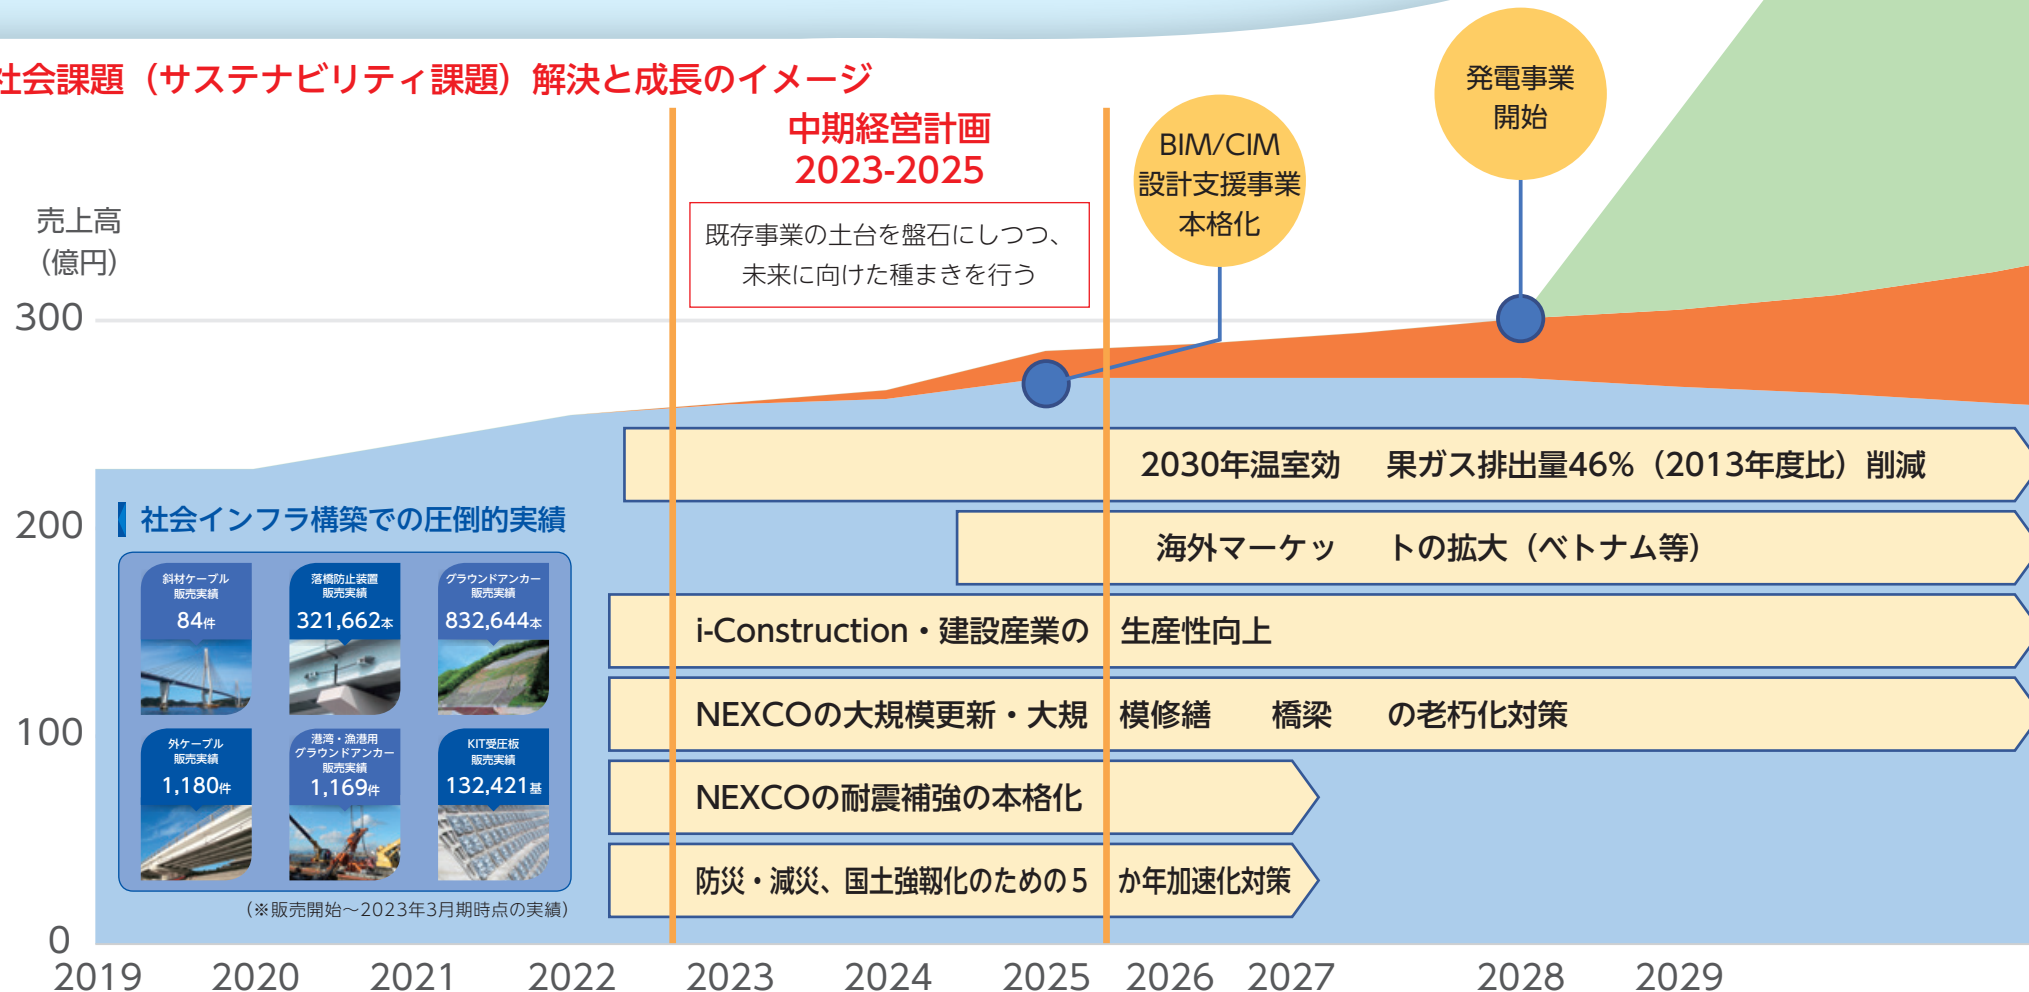 社会課題（サステナビリティ課題）解決と成長のイメージ
中期経営計画
2023-2025
既存事業の土台を盤石にしつつ、
未来に向けた種まきを行う
BIM/CIM
設計支援事業
本格化
発電事業
開始
売上高
（億円）
300
200
100
0
2030年温室効　果ガス排出量46%（2013年度比）削減
海外マーケッ　トの拡大（ベトナム等）
i-Construction・建設産業の　生産性向上
NEXCOの大規模更新・大規　模修繕　橋梁　の老朽化対策
NEXCOの耐震補強の本格化
防災・減災、国土強靱化のための5　か年加速化対策
社会インフラ構築での圧倒的実績
斜材ケーブル
販売実績
84件
落橋防止装置
販売実績
321,662本
グラウンドアンカー
販売実績
832,644本
外ケーブル
販売実績
1,180件
港湾・漁港用
グラウンドアンカー
販売実績
1,169件
KIT受圧板
販売実績
132,421基
（※販売開始～2023年3月期時点の実績）
2019 2020 2021 2022 2023 2024 2025 2026 2027 2028 2029